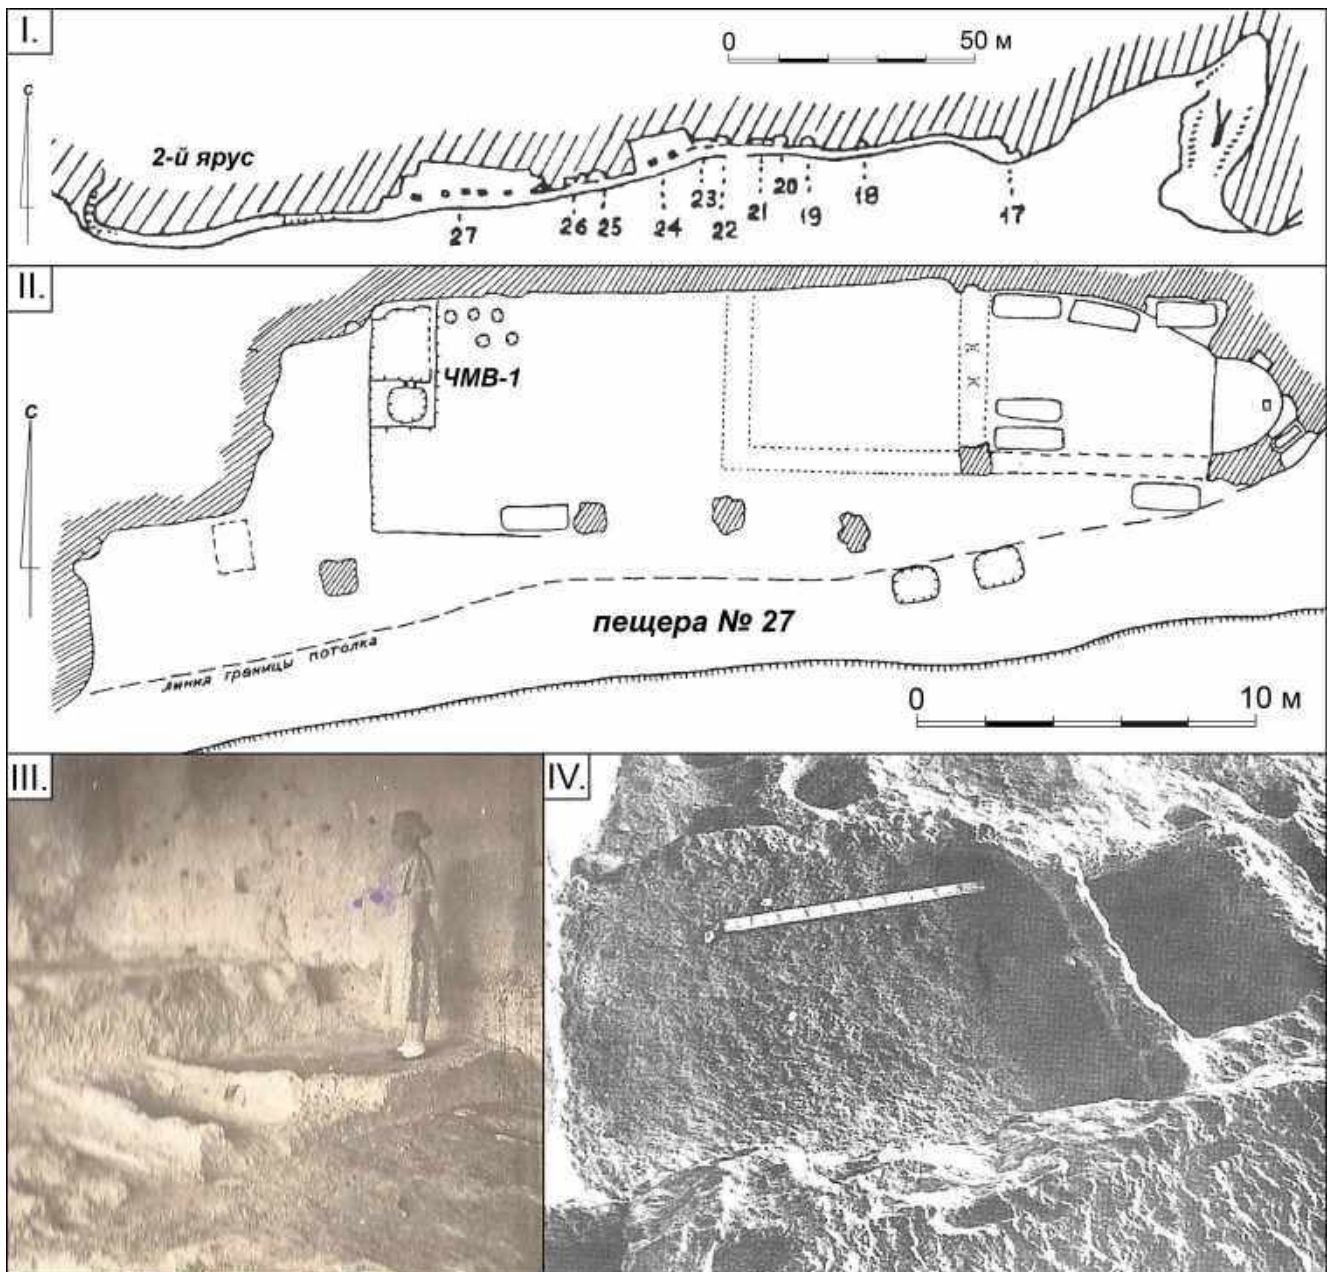 I.
0 50 м
с
2-й ярус
27 26 25 24 23 22 21 20 19 18 17
II.
ЧМВ-1
С
пещера № 27
линия границы потолка
0 10 м
III.
IV.